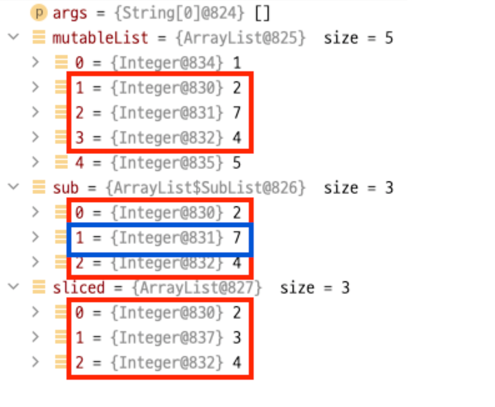 args = {String[0]@824} []
mutableList = {ArrayList@825} size = 5
0 = {Integer@834} 1
1 = {Integer@830} 2
2 = {Integer@831} 7
3 = {Integer@832} 4
4 = {Integer@835} 5
sub = {ArrayList$SubList@826} size = 3
0 = {Integer@830} 2
1 = {Integer@831} 7
2 = {Integer@832} 4
sliced = {ArrayList@827} size = 3
0 = {Integer@830} 2
1 = {Integer@837} 3
2 = {Integer@832} 4